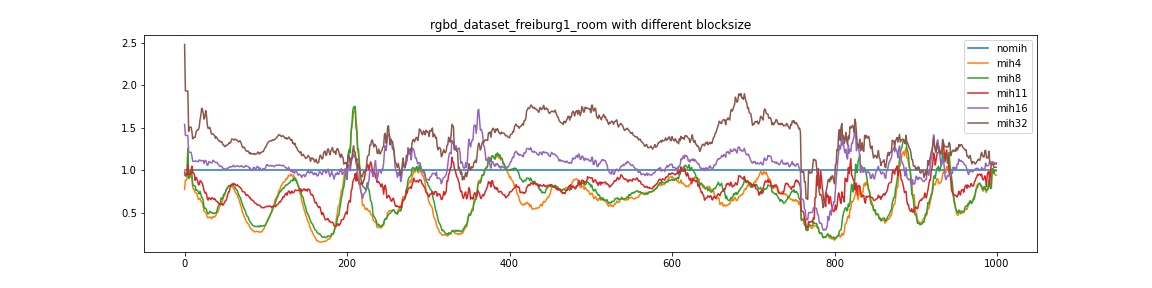 rgbd_dataset_freiburg1_room with different blocksize
2.5
2.0
1.5
1.0
0.5
0
200
400
600
800
1000
nomih
mih4
mih8
mih11
mih16
mih32